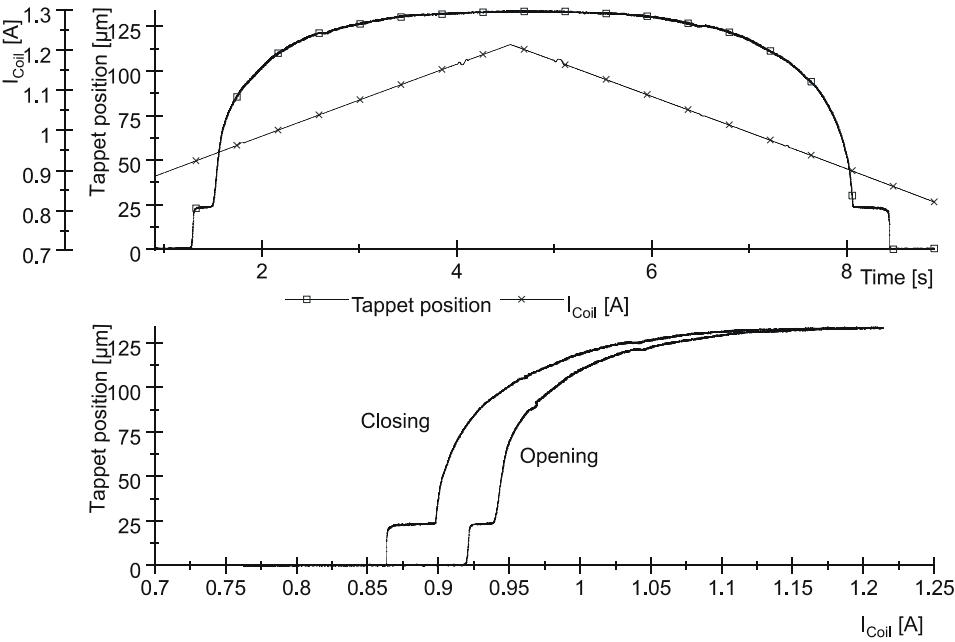 I_Coil [A]
1.3
1.2
1.1
1
0.9
0.8
0.7
Tappet position [µm]
125
100
75
50
25
0
2 4 6 8
Time [s]
Tappet position I_Coil [A]
Tappet position [µm]
125
100
75
50
25
0
Closing
Opening
0.7 0.75 0.8 0.85 0.9 0.95 1 1.05 1.1 1.15 1.2 1.25
I_Coil [A]